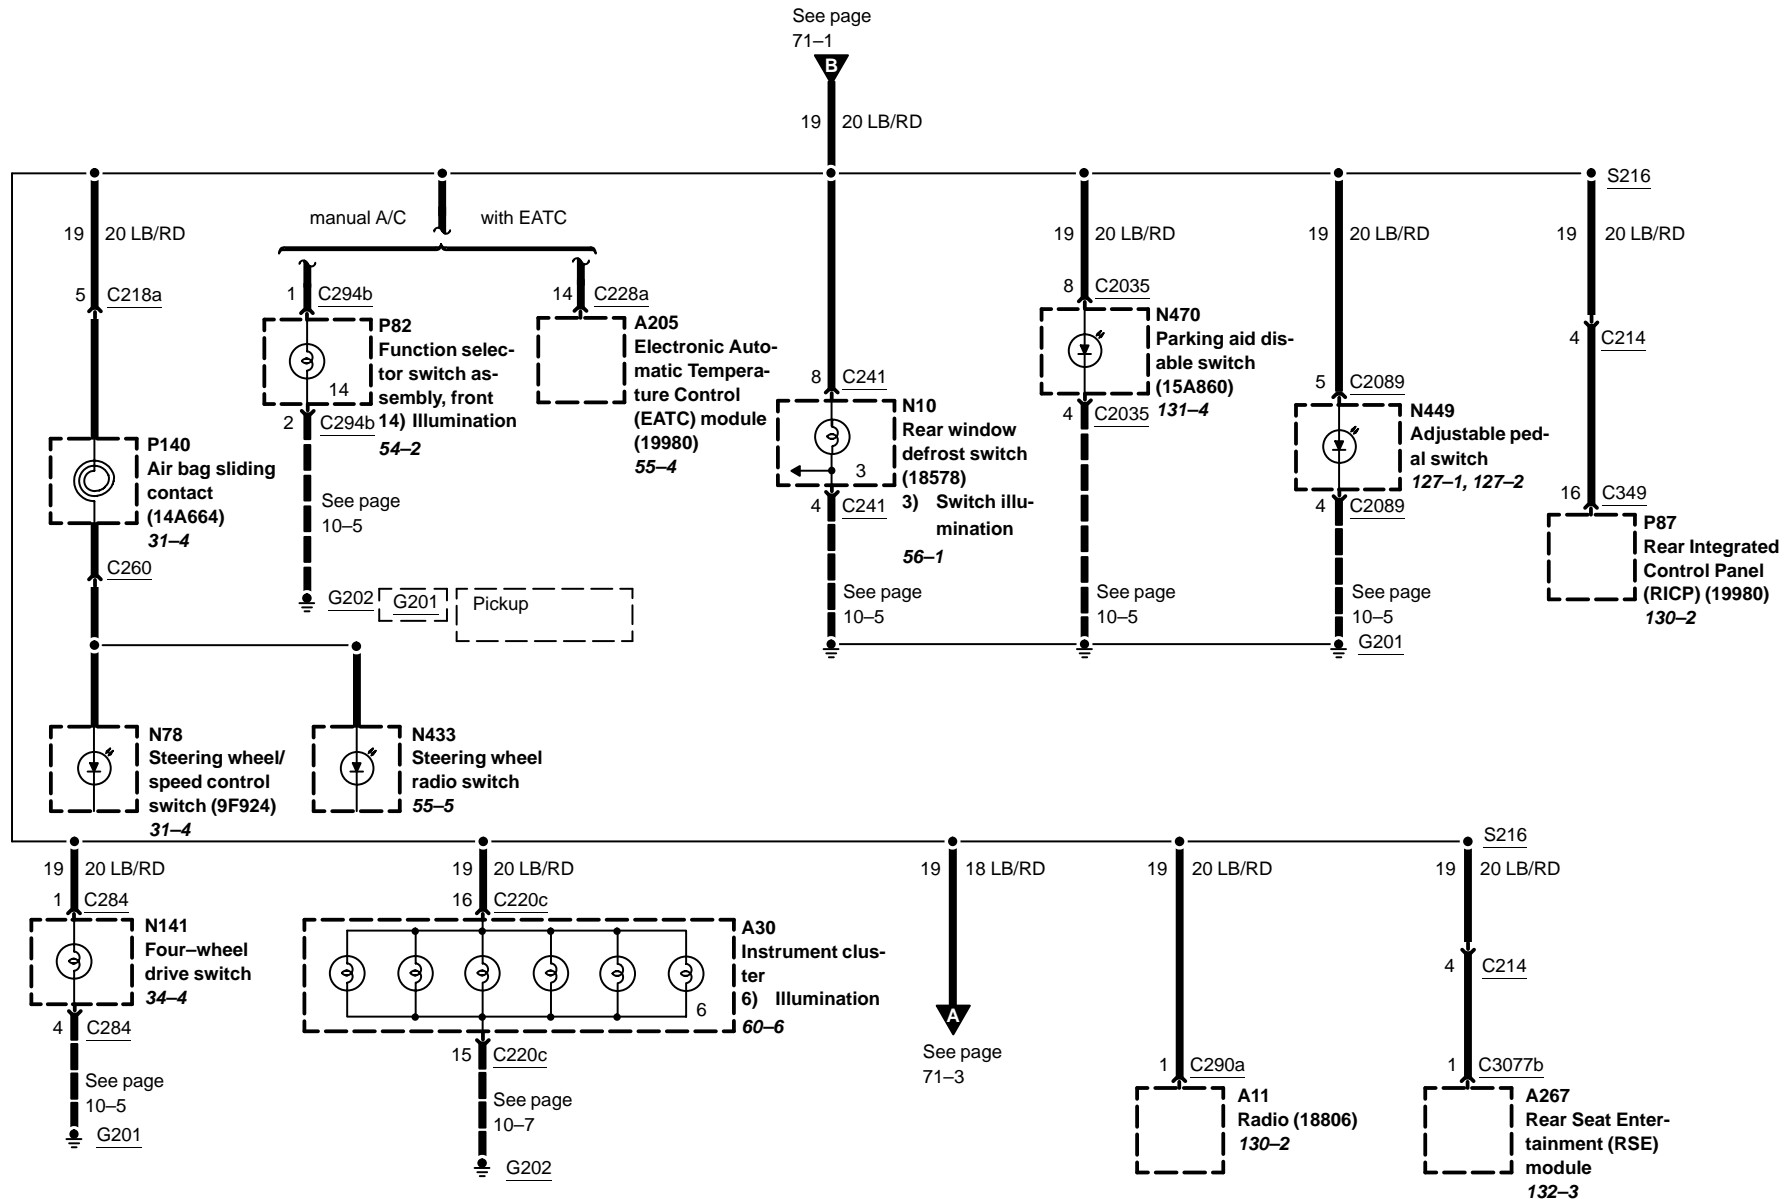 See page
71–1
B
19
20 LB/RD
S216
19
20 LB/RD
manual A/C
with EATC
19
20 LB/RD
19
20 LB/RD
19
20 LB/RD
5
C218a
1
C294b
14
C228a
8
C2035
4
C214
P82
Function selec-
tor switch as-
sembly, front
14) Illumination
54–2
14
2
C294b
A205
Electronic Auto-
matic Tempera-
ture Control
(EATC) module
(19980)
55–4
8
C241
N10
Rear window
defrost switch
(18578)
3) Switch illu-
mination
56–1
3
4
C241
N470
Parking aid dis-
able switch
(15A860)
131–4
4
C2035
5
C2089
N449
Adjustable ped-
al switch
127–1, 127–2
4
C2089
16
C349
P87
Rear Integrated
Control Panel
(RICP) (19980)
130–2
P140
Air bag sliding
contact
(14A664)
31–4
C260
See page
10–5
G202
G201
Pickup
See page
10–5
See page
10–5
See page
10–5
G201
N78
Steering wheel/
speed control
switch (9F924)
31–4
N433
Steering wheel
radio switch
55–5
S216
19
20 LB/RD
19
20 LB/RD
19
18 LB/RD
19
20 LB/RD
19
20 LB/RD
1
C284
16
C220c
N141
Four–wheel
drive switch
34–4
4
C284
See page
10–5
G201
A30
Instrument clus-
ter
6) Illumination
60–6
6
15
C220c
See page
10–7
G202
A
See page
71–3
4
C214
1
C290a
A11
Radio (18806)
130–2
1
C3077b
A267
Rear Seat Enter-
tainment (RSE)
module
132–3